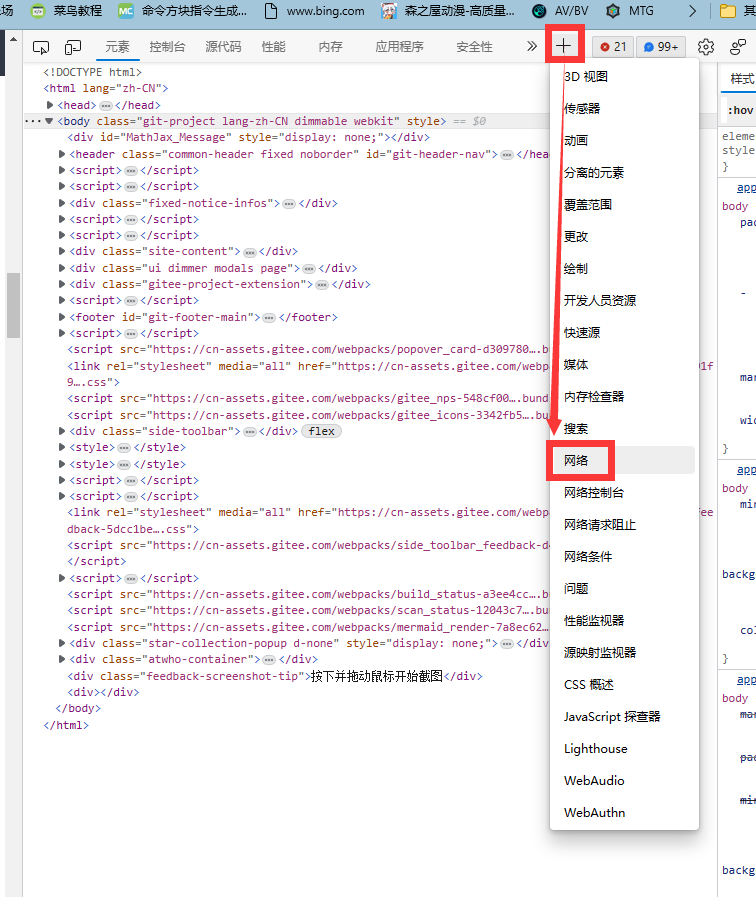 菜鸟教程
MC
命令方块指令生成...
www.bing.com
森之屋动漫-高质量...
AV/BV
MTG
元素
控制台
源代码
性能
内存
应用程序
安全性
21
99+
<!DOCTYPE html>
<html lang="zh-CN">
<head>…</head>
<body class="git-project lang-zh-CN dimmable webkit" style> == $0
<div id="MathJax_Message" style="display: none;"></div>
<header class="common-header fixed noborder" id="git-header-nav">…</hea
<script>…</script>
<script>…</script>
<div class="fixed-notice-infos">…</div>
<script>…</script>
<script>…</script>
<div class="site-content">…</div>
<div class="ui dimmer modals page">…</div>
<div class="gitee-project-extension">…</div>
<script>…</script>
<footer id="git-footer-main">…</footer>
<script>…</script>
<script src="https://cn-assets.gitee.com/webpacks/popover_card-d309780….bu
<link rel="stylesheet" media="all" href="https://cn-assets.gitee.com/webpac
9….css">
<script src="https://cn-assets.gitee.com/webpacks/gitee_nps-548cf00….bund
<script src="https://cn-assets.gitee.com/webpacks/gitee_icons-3342fb5….bu
<div class="side-toolbar">…</div> flex
<style>…</style>
<style>…</style>
<script>…</script>
<script>…</script>
<link rel="stylesheet" media="all" href="https://cn-assets.gitee.com/webpac
dback-5dcc1be….css">
<script src="https://cn-assets.gitee.com/webpacks/side_toolbar_feedback-d
</script>
<script>…</script>
<script src="https://cn-assets.gitee.com/webpacks/build_status-a3ee4cc….b
<script src="https://cn-assets.gitee.com/webpacks/scan_status-12043c7….bu
<script src="https://cn-assets.gitee.com/webpacks/mermaid_render-7a8ec62…
<div class="star-collection-popup d-none" style="display: none;">…</div
<div class="atwho-container">…</div>
<div class="feedback-screenshot-tip">按下并拖动鼠标开始截图</div>
<div></div>
</body>
</html>
3D 视图
传感器
动画
分离的元素
覆盖范围
更改
绘制
开发人员资源
快速源
媒体
内存检查器
搜索
网络
网络控制台
网络请求阻止
网络条件
问题
性能监视器
源映射监视器
CSS 概述
JavaScript 探查器
Lighthouse
WebAudio
WebAuthn
样式
:hov
eleme
style
}
app
body
pac
-
mar
wid
}
app
body
min
backg
col
}
app
body
mar
pac
min
backg